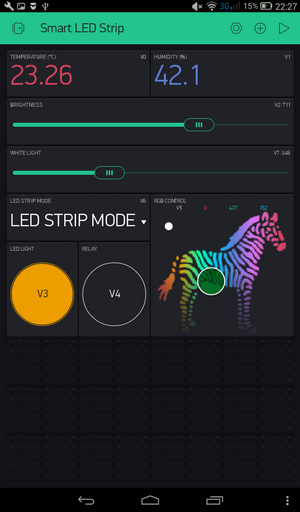 3G 15% 22:27
Smart LED Strip
TEMPERATURE (°C) V0 HUMIDITY (%) V1
23.26 42.1
BRIGHTNESS V2.711
WHITE LIGHT V7.346
LED STRIP MODE V6 RGB CONTROL
V5 0 437 152
LED STRIP MODE
LED LIGHT RELAY
V3 V4